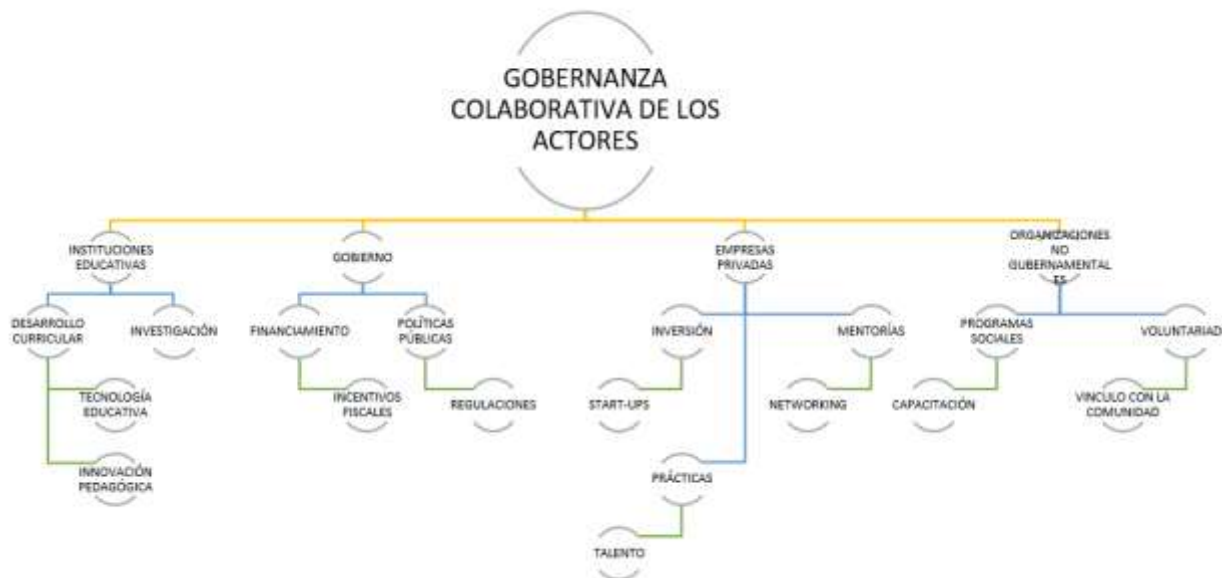 GOBERNANZA
COLABORATIVA DE LOS
ACTORES
INSTITUCIONES
EDUCATIVAS
GOBIERNO
EMPRESAS
PRIVADAS
ORGANIZACIONES
NO
GUBERNAMENTAL
ES
DESARROLLO
CURRICULAR
INVESTIGACIÓN
FINANCIAMIENTO
POLÍTICAS
PÚBLICAS
INVERSIÓN
MENTORÍAS
PROGRAMAS
SOCIALES
VOLUNTARIAD
TECNOLOGÍA
EDUCATIVA
INCENTIVOS
FISCALES
REGULACIONES
START-UPS
NETWORKING
CAPACITACIÓN
VINCULO CON LA
COMUNIDAD
INNOVACIÓN
PEDAGÓGICA
PRÁCTICAS
TALENTO